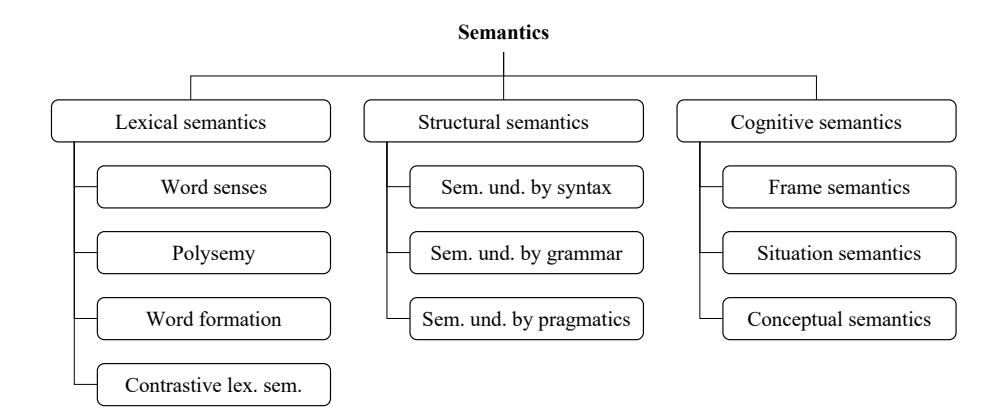 Semantics
Lexical semantics
Word senses
Polysemy
Word formation
Contrastive lex. sem.
Structural semantics
Sem. und. by syntax
Sem. und. by grammar
Sem. und. by pragmatics
Cognitive semantics
Frame semantics
Situation semantics
Conceptual semantics